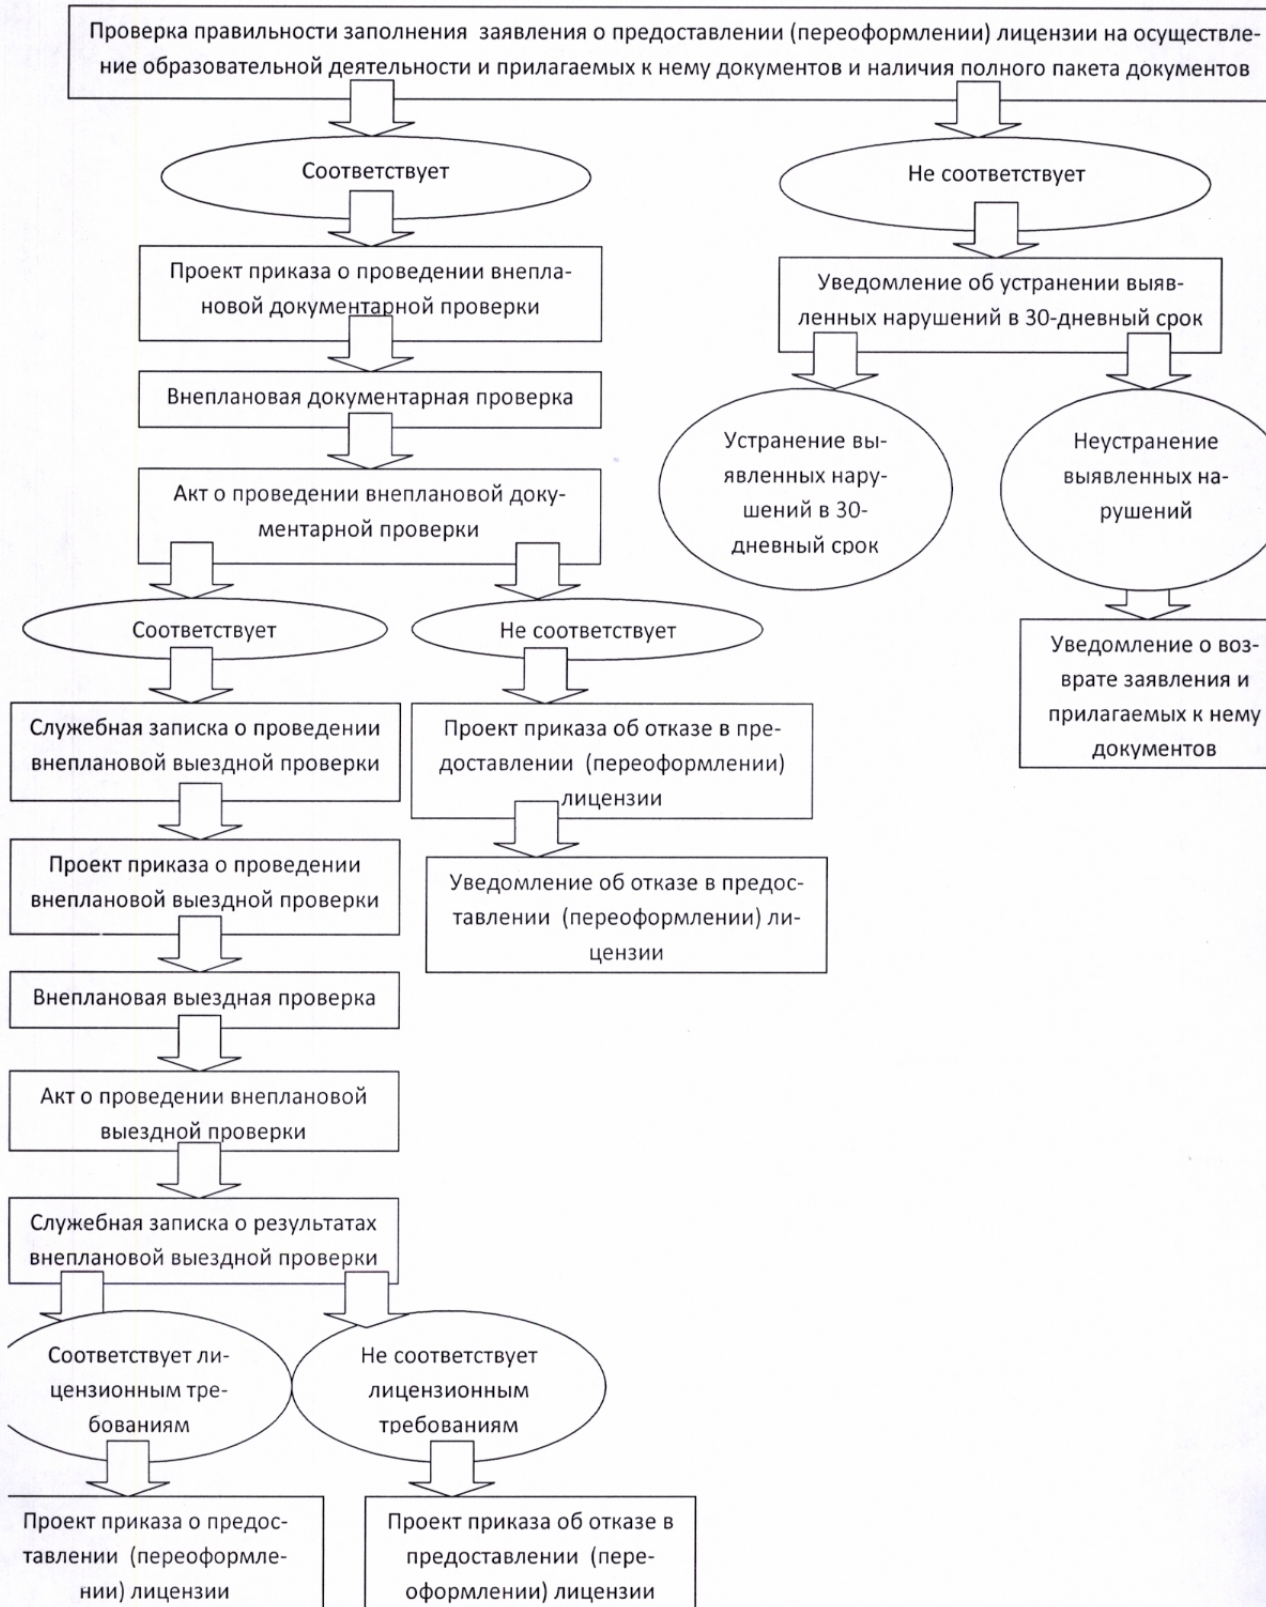 Проверка правильности заполнения заявления о предоставлении (переоформлении) лицензии на осуществле-
ние образовательной деятельности и прилагаемых к нему документов и наличия полного пакета документов
Соответствует
Не соответствует
Проект приказа о проведении внепла-
новой документарной проверки
Уведомление об устранении выяв-
ленных нарушений в 30-дневный срок
Внеплановая документарная проверка
Устранение вы-
явленных нару-
шений в 30-
дневный срок
Неустранение
выявленных на-
рушений
Акт о проведении внеплановой доку-
ментарной проверки
Соответствует
Не соответствует
Уведомление о воз-
врате заявления и
прилагаемых к нему
документов
Служебная записка о проведении
внеплановой выездной проверки
Проект приказа об отказе в пре-
доставлении (переоформлении)
лицензии
Проект приказа о проведении
внеплановой выездной проверки
Уведомление об отказе в предос-
тавлении (переоформлении) ли-
цензии
Внеплановая выездная проверка
Акт о проведении внеплановой
выездной проверки
Служебная записка о результатах
внеплановой выездной проверки
Соответствует ли-
цензионным тре-
бованиям
Не соответствует
лицензионным
требованиям
Проект приказа о предос-
тавлении (переоформле-
нии) лицензии
Проект приказа об отказе в
предоставлении (пере-
оформлении) лицензии